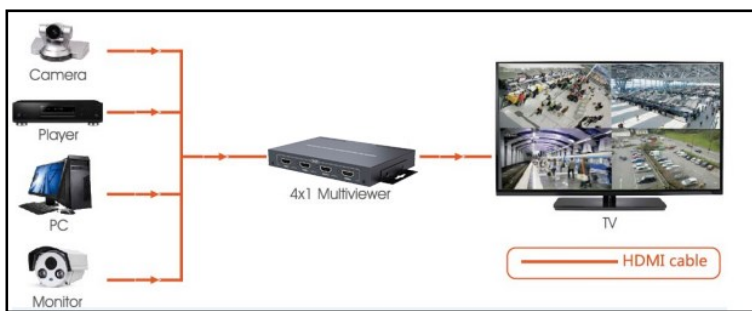 Camera
Player
PC
Monitor
4x1 Multiviewer
TV
HDMI cable